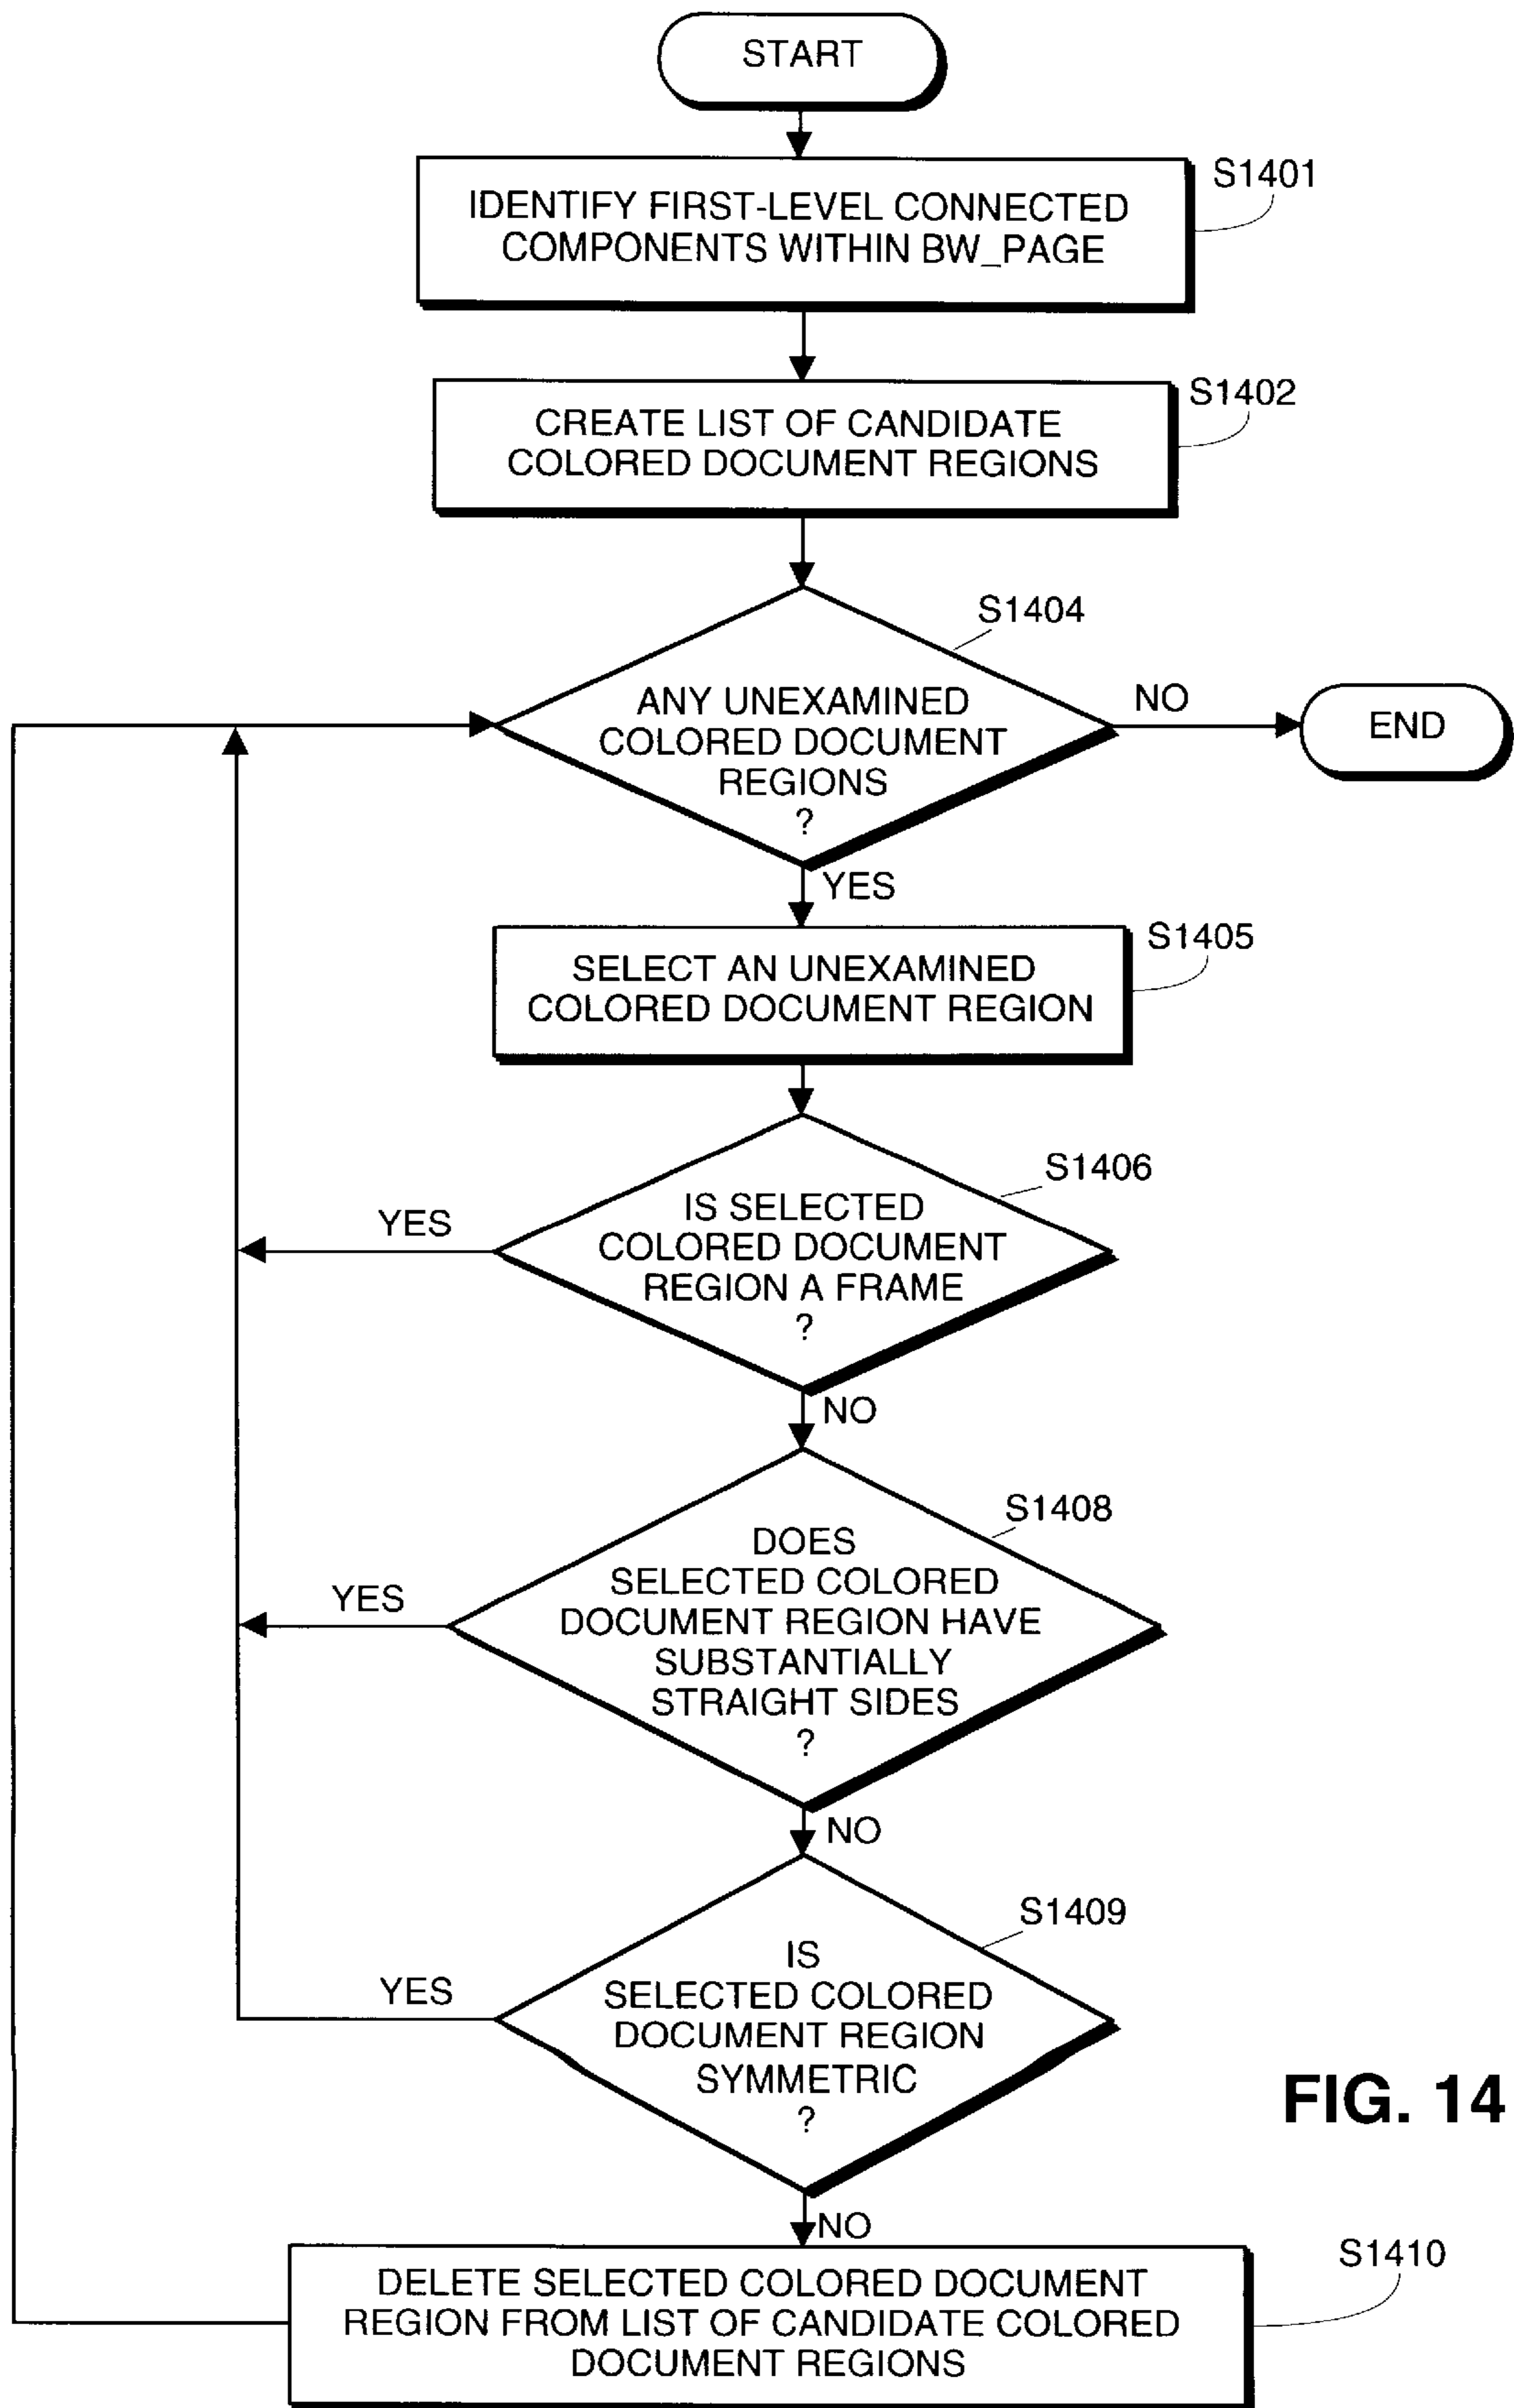 START
S1401
IDENTIFY FIRST-LEVEL CONNECTED
COMPONENTS WITHIN BW_PAGE
S1402
CREATE LIST OF CANDIDATE
COLORED DOCUMENT REGIONS
S1404
ANY UNEXAMINED
COLORED DOCUMENT
REGIONS
?
NO
END
YES
S1405
SELECT AN UNEXAMINED
COLORED DOCUMENT REGION
S1406
IS SELECTED
COLORED DOCUMENT
REGION A FRAME
?
YES
NO
S1408
DOES
SELECTED COLORED
DOCUMENT REGION HAVE
SUBSTANTIALLY
STRAIGHT SIDES
?
YES
NO
S1409
IS
SELECTED COLORED
DOCUMENT REGION
SYMMETRIC
?
YES
FIG. 14
NO
S1410
DELETE SELECTED COLORED DOCUMENT
REGION FROM LIST OF CANDIDATE COLORED
DOCUMENT REGIONS